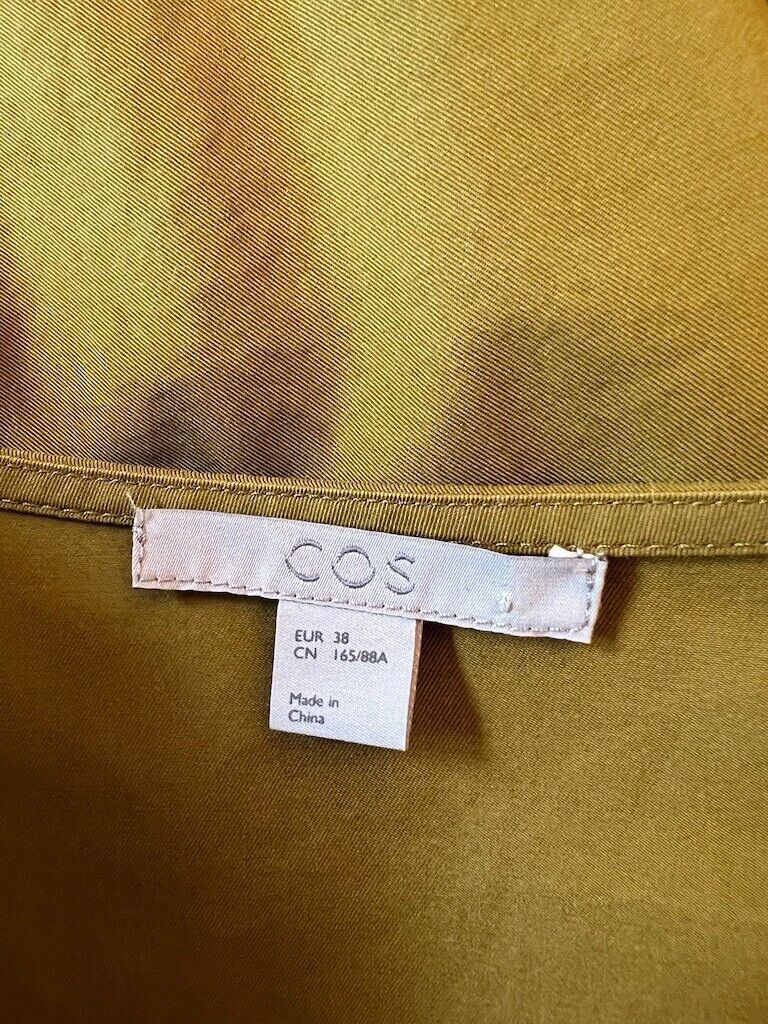 COS
EUR 38
CN 165/88A
Made in
China